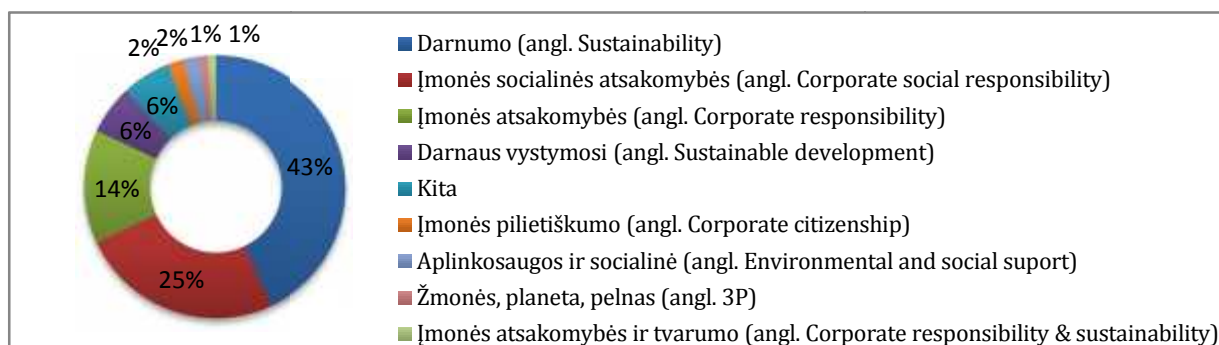 2% 2% 1% 1%
6%
6%
14%
25%
43%
Darnumo (angl. Sustainability)
Įmonės socialinės atsakomybės (angl. Corporate social responsibility)
Įmonės atsakomybės (angl. Corporate responsibility)
Darnaus vystymosi (angl. Sustainable development)
Kita
Įmonės pilietiškumo (angl. Corporate citizenship)
Aplinkosaugos ir socialinė (angl. Environmental and social suport)
Žmonės, planeta, pelnas (angl. 3P)
Įmonės atsakomybės ir tvarumo (angl. Corporate responsibility & sustainability)